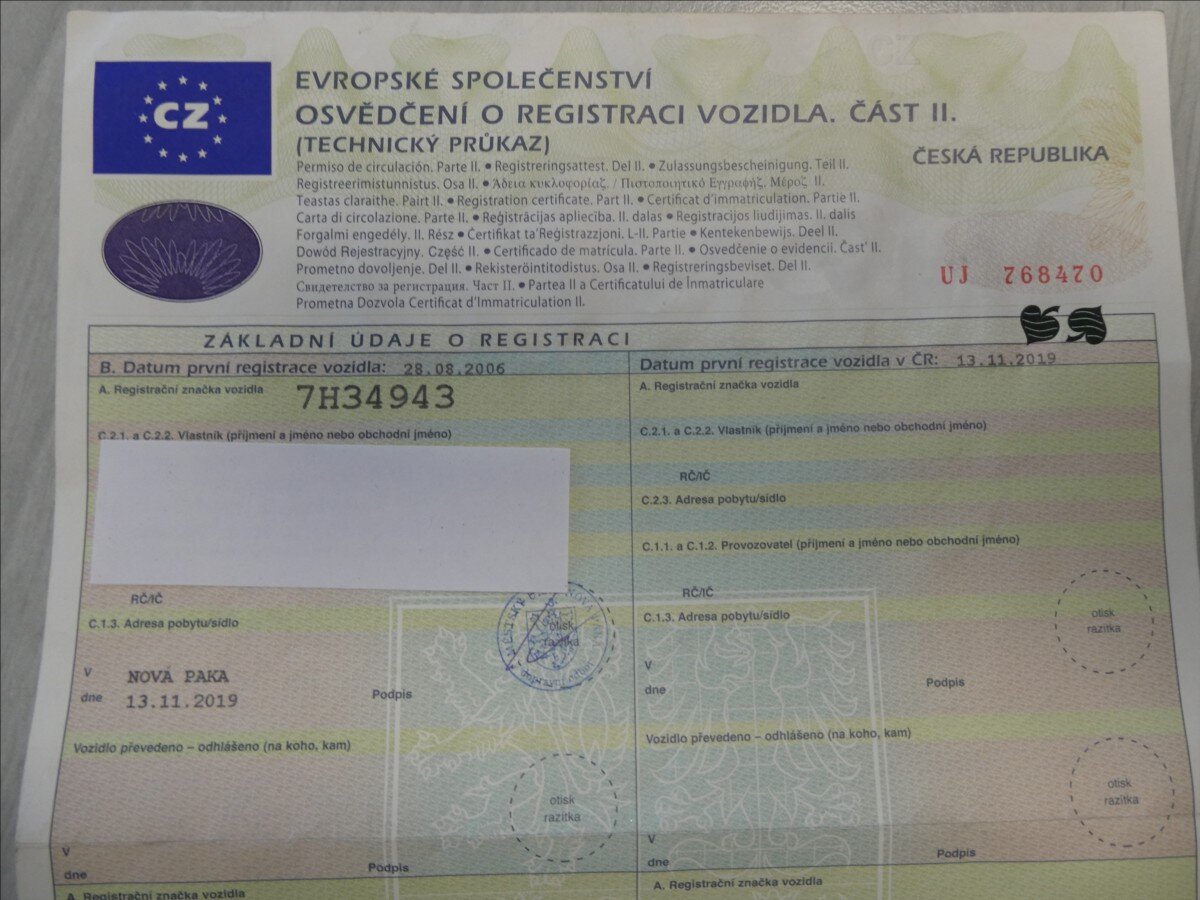 CZ
EVROPSKÉ SPOLEČENSTVÍ
OSVĚDČENÍ O REGISTRACI VOZIDLA. ČÁST II.
(TECHNICKÝ PRŮKAZ)
ČESKÁ REPUBLIKA
Permiso de circulación. Parte II. • Registreringsattest. Del II. • Zulassungsbescheinigung. Teil II.
Registreerimistunnistus. Osa II. • Άδεια κυκλοφορίαζ. / Πιστοποιητικό Εγγραφήζ. Μέροζ II.
Teastas claraithe. Pairt II. • Registration certificate. Part II. • Certificat d'immatriculation. Partie II.
Carta di circolazione. Parte II. • Reģistrācijas apliecība. II. dalas • Registracijos liudijimas. II. dalis
Forgalmi engedély. II. Rész • Ċertifikat ta'Reġistrazzjoni. L-II. Partie • Kentekenbewijs. Deel II.
Dowód Rejestracyjny. Część II. • Certificado de matrícula. Parte II. • Osvedčenie o evidencii. Časť II.
Prometno dovoljenje. Del II. • Rekisteröintitodistus. Osa II. • Registreringsbeviset. Del II.
Свидетелство за регистрация. Част II. • Partea II a Certificatului de Înmatriculare
Prometna Dozvola Certificat d'Immatriculation II.
UJ 768470
ZÁKLADNÍ ÚDAJE O REGISTRACI
B. Datum první registrace vozidla: 28.08.2006
Datum první registrace vozidla v ČR: 13.11.2019
A. Registrační značka vozidla 7H34943
A. Registrační značka vozidla
C.2.1. a C.2.2. Vlastník (příjmení a jméno nebo obchodní jméno)
C.2.1. a C.2.2. Vlastník (příjmení a jméno nebo obchodní jméno)
RČ/IČ
C.2.3. Adresa pobytu/sídlo
C.1.1. a C.1.2. Provozovatel (příjmení a jméno nebo obchodní jméno)
RČ/IČ
RČ/IČ
C.1.3. Adresa pobytu/sídlo
C.1.3. Adresa pobytu/sídlo
otisk
razítka
otisk
razítka
dopravní odbor
V NOVÁ PAKA
dne 13.11.2019 Podpis
V
dne Podpis
Vozidlo převedeno – odhlášeno (na koho, kam)
Vozidlo převedeno – odhlášeno (na koho, kam)
otisk
razítka
otisk
razítka
V
dne Podpis
V
dne Podpis
A. Registrační značka vozidla
A. Registrační značka vozidla